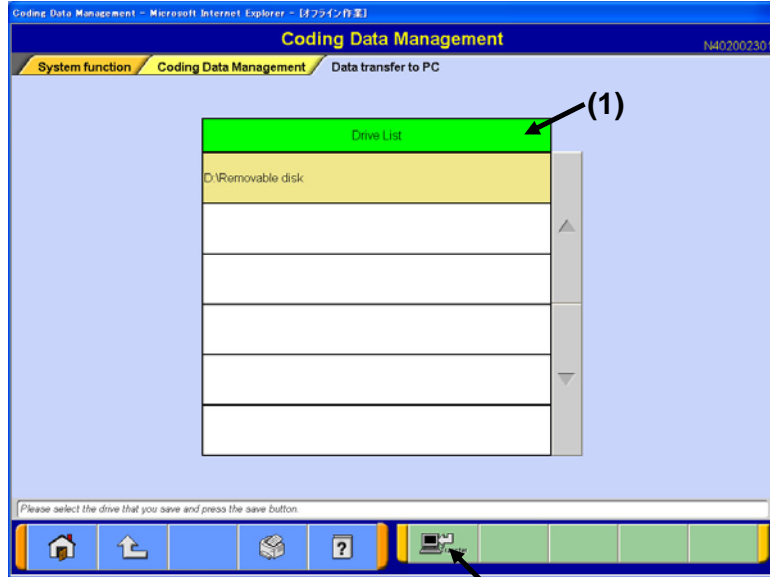 Coding Data Management - Microsoft Internet Explorer - [オフライン作業]
Coding Data Management
N402002301
System function
Coding Data Management
Data transfer to PC
(1)
Drive List
D:\Removable disk
Please select the drive that you save and press the save button.
?